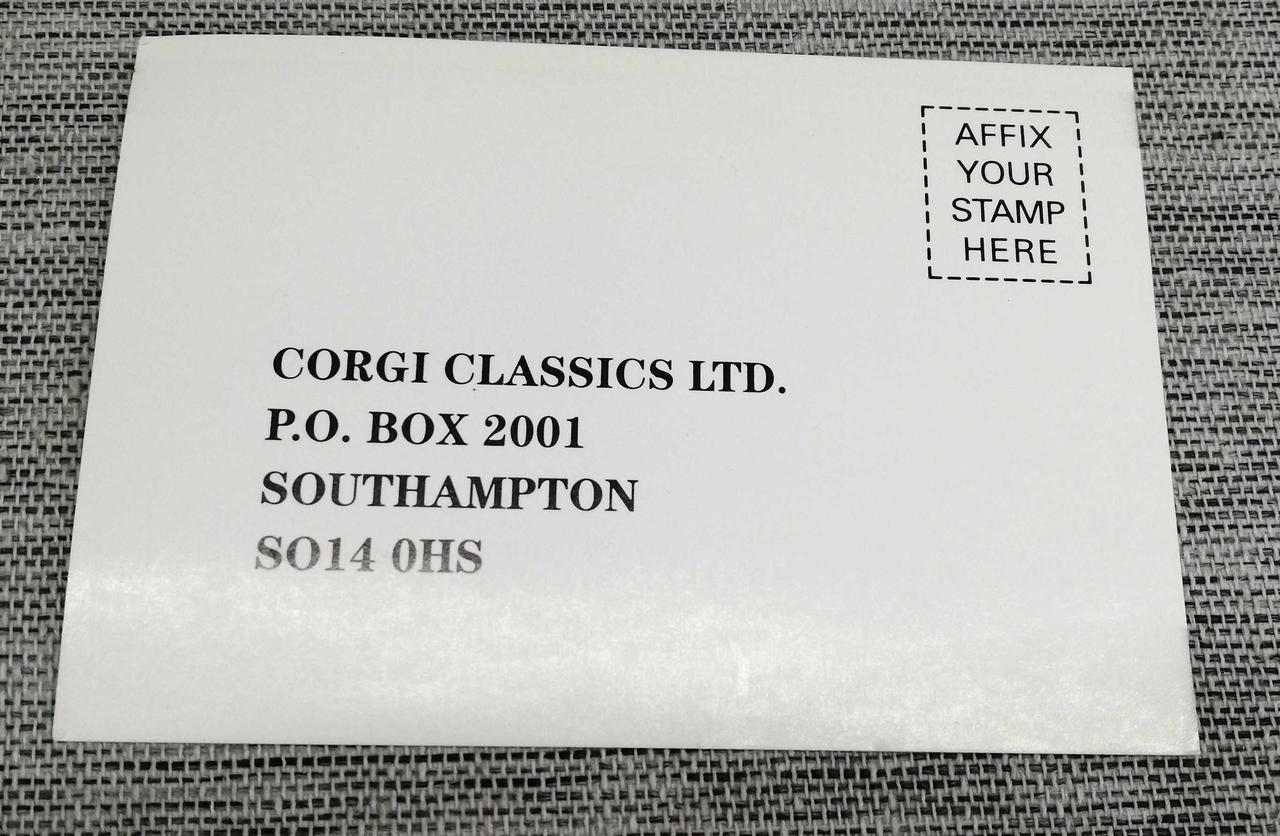 AFFIX
YOUR
STAMP
HERE
CORGI CLASSICS LTD.
P.O. BOX 2001
SOUTHAMPTON
SO14 0HS